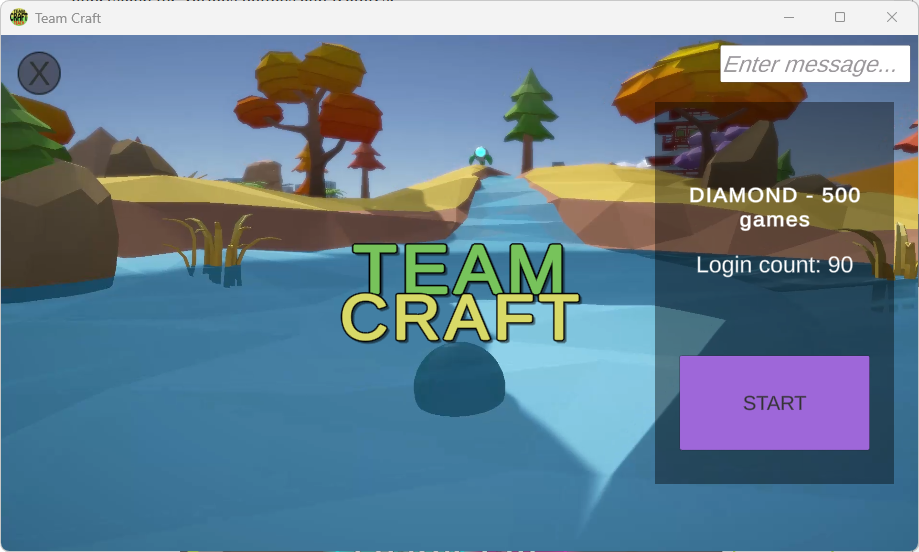 Team Craft
X
Enter message...
DIAMOND - 500
games
Login count: 90
TEAM
CRAFT
START